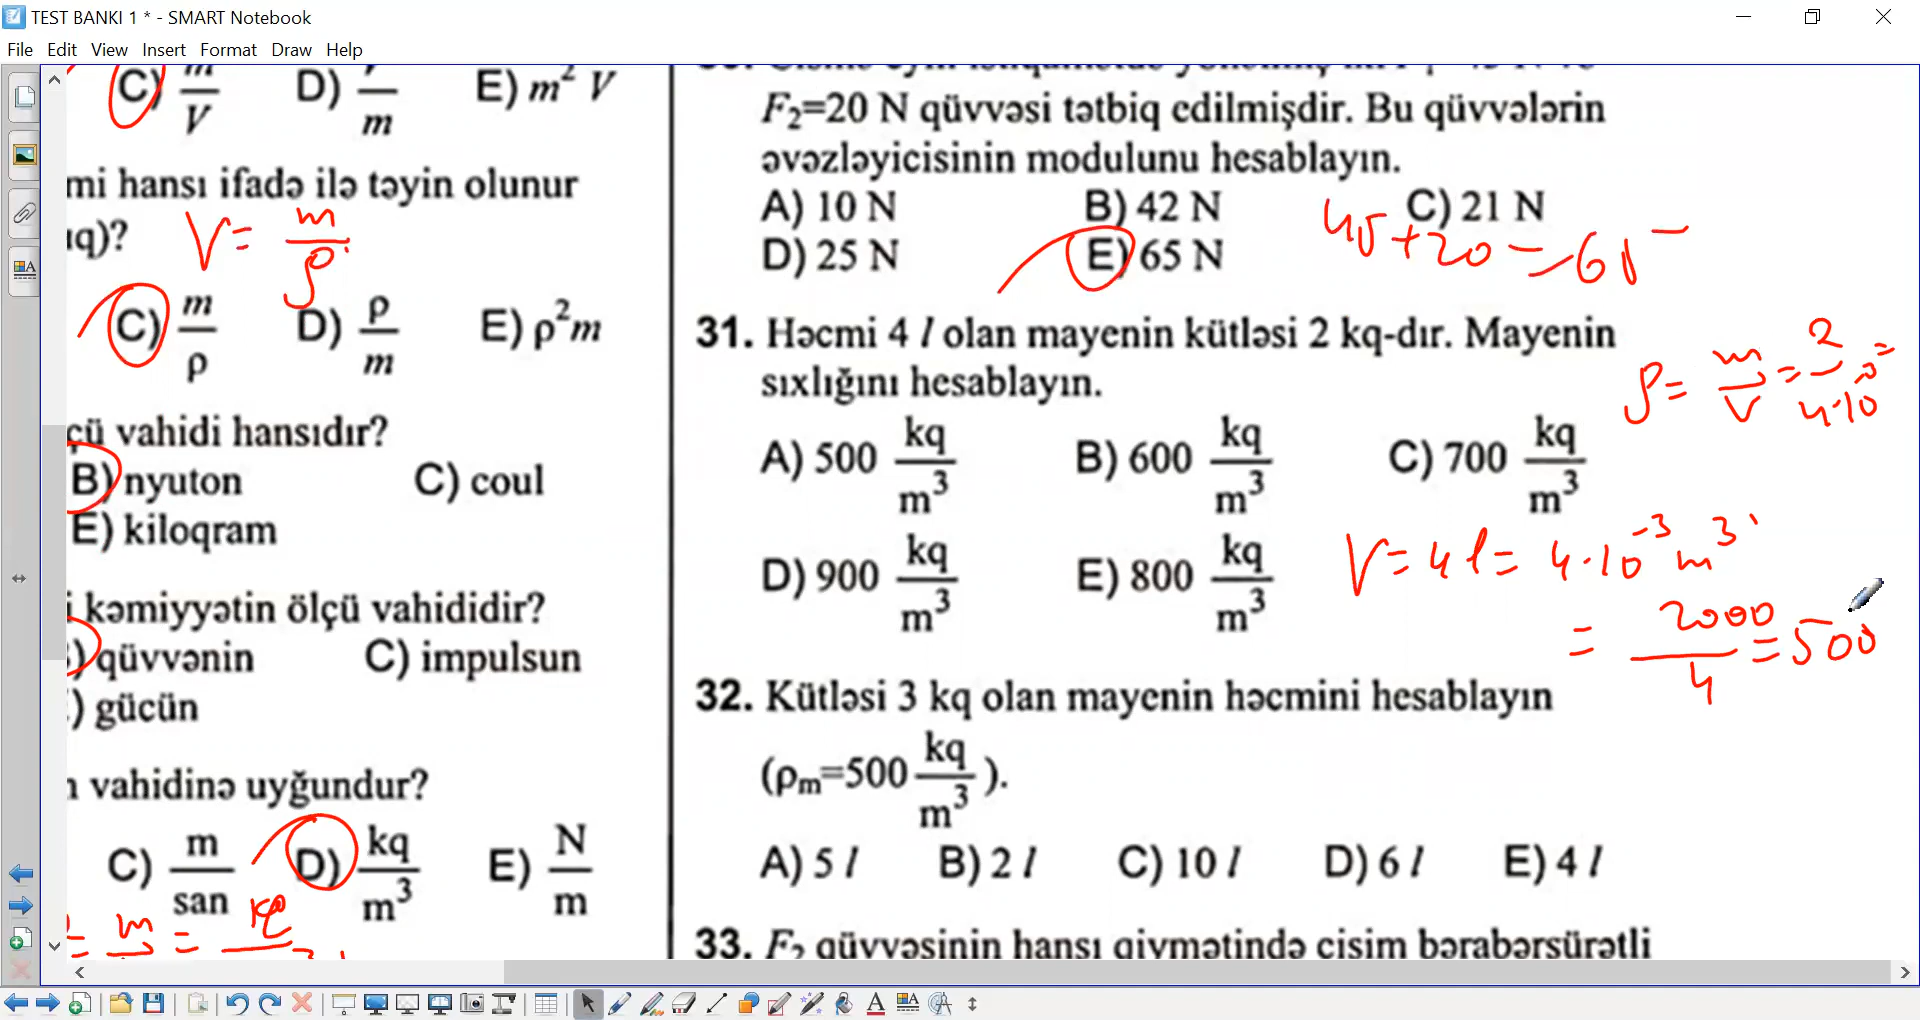 TEST BANKI 1 * - SMART Notebook
File Edit View Insert Format Draw Help
C) m/V D) /m E) m² V
mi hansı ifadə ilə təyin olunur
ıq)? V = m/ρ
C) m/ρ D) ρ/m E) ρ²m
çü vahidi hansıdır?
B) nyuton C) coul
E) kiloqram
i kəmiyyətin ölçü vahididir?
) qüvvənin C) impulsun
) gücün
n vahidinə uyğundur?
C) m/san D) kq/m³ E) N/m
= m = kq
F₂=20 N qüvvəsi tətbiq edilmişdir. Bu qüvvələrin
əvəzləyicisinin modulunu hesablayın.
A) 10 N B) 42 N C) 21 N
D) 25 N E) 65 N
45+20=65
31. Həcmi 4 l olan mayenin kütləsi 2 kq-dır. Mayenin
sıxlığını hesablayın.
ρ = m/V = 2/4·10⁻³ =
A) 500 kq/m³ B) 600 kq/m³ C) 700 kq/m³
D) 900 kq/m³ E) 800 kq/m³
V = 4 l = 4·10⁻³ m³
= 2000/4 = 500
32. Kütləsi 3 kq olan mayenin həcmini hesablayın
(ρₘ=500 kq/m³).
A) 5 l B) 2 l C) 10 l D) 6 l E) 4 l
33. F₂ qüvvəsinin hansı qiymətində cisim bərabərsürətli